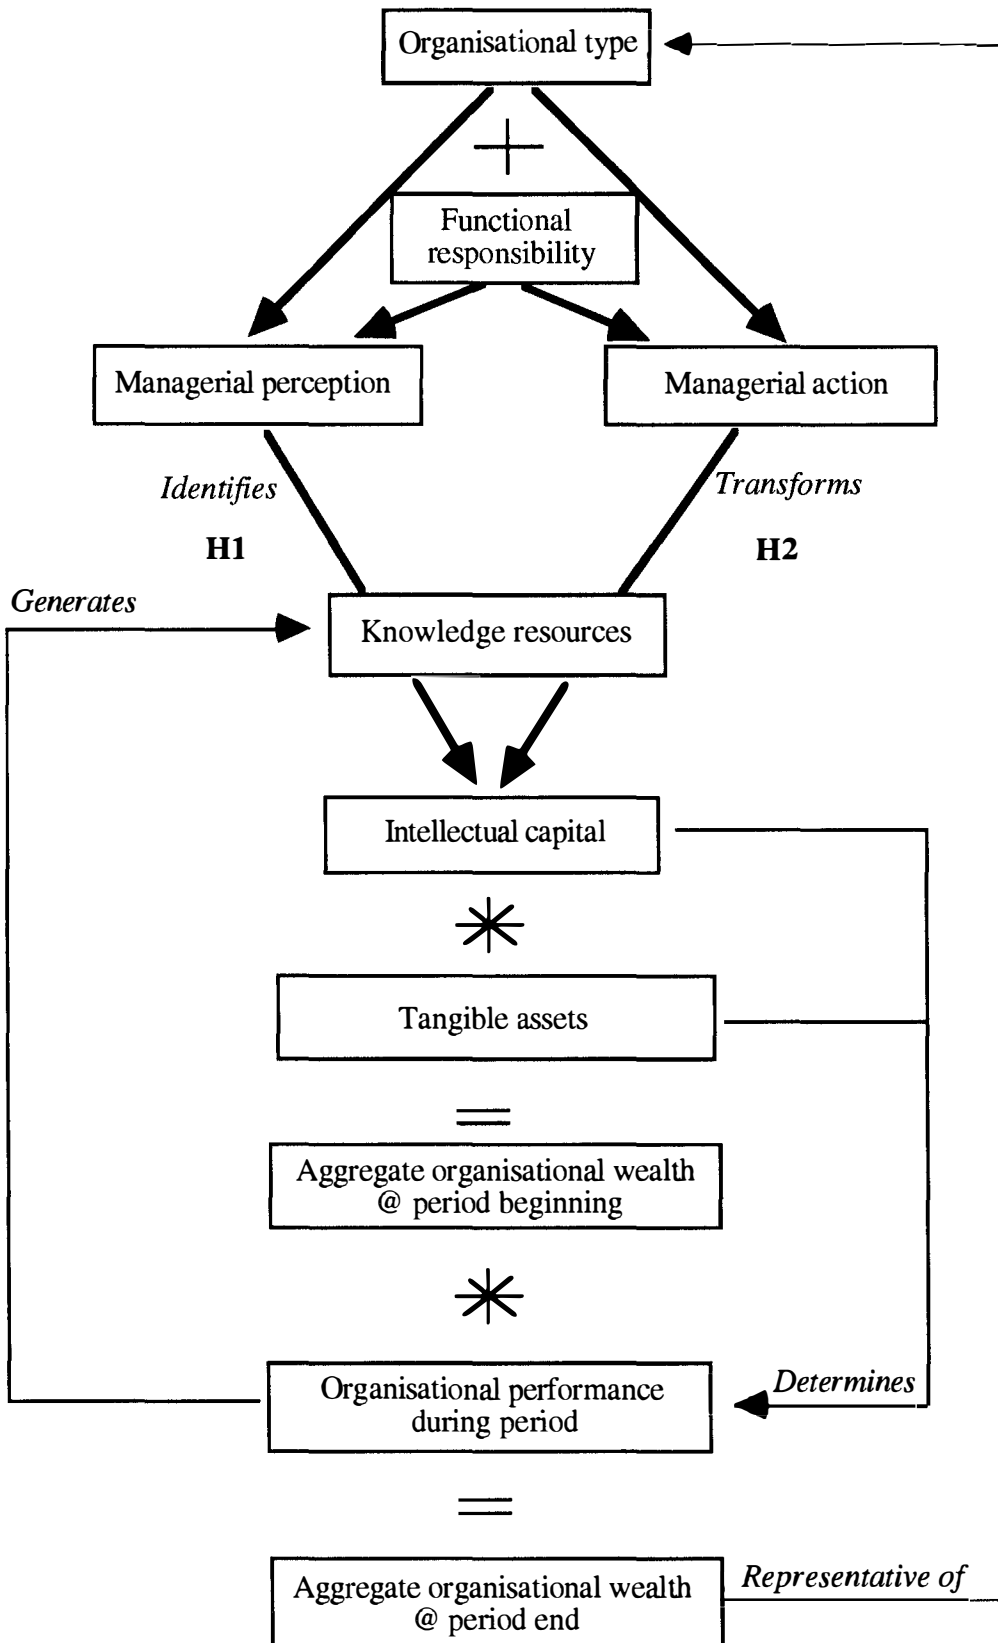 Organisational type
+
Functional
responsibility
Managerial perception
Managerial action
Identifies
Transforms
H1
H2
Generates
Knowledge resources
Intellectual capital
*
Tangible assets
=
Aggregate organisational wealth
@ period beginning
*
Organisational performance
during period
Determines
=
Aggregate organisational wealth
@ period end
Representative of